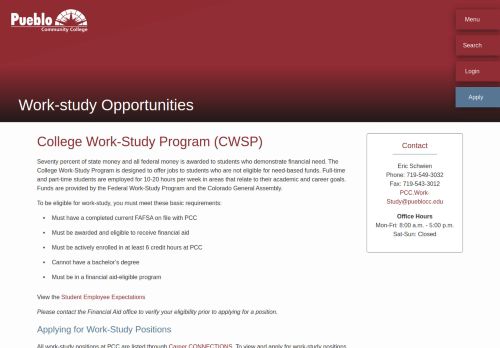 Pueblo
Community College
Menu
Search
Login
Apply
Work-study Opportunities
College Work-Study Program (CWSP)
Seventy percent of state money and all federal money is awarded to students who demonstrate financial need. The
College Work-Study Program is designed to offer jobs to students who are not eligible for need-based funds. Full-time
and part-time students are employed for 10-20 hours per week in areas that relate to their academic and career goals.
Funds are provided by the Federal Work-Study Program and the Colorado General Assembly.
To be eligible for work-study, you must meet these basic requirements:
Must have a completed current FAFSA on file with PCC
Must be awarded and eligible to receive financial aid
Must be actively enrolled in at least 6 credit hours at PCC
Cannot have a bachelor's degree
Must be in a financial aid-eligible program
View the Student Employee Expectations
Please contact the Financial Aid office to verify your eligibility prior to applying for a position.
Applying for Work-Study Positions
All work-study positions at PCC are listed through Career CONNECTIONS. To view and apply for work-study positions
Contact
Eric Schwien
Phone: 719-549-3032
Fax: 719-543-3012
PCC.Work-
Study@pueblocc.edu
Office Hours
Mon-Fri: 8:00 a.m. - 5:00 p.m.
Sat-Sun: Closed